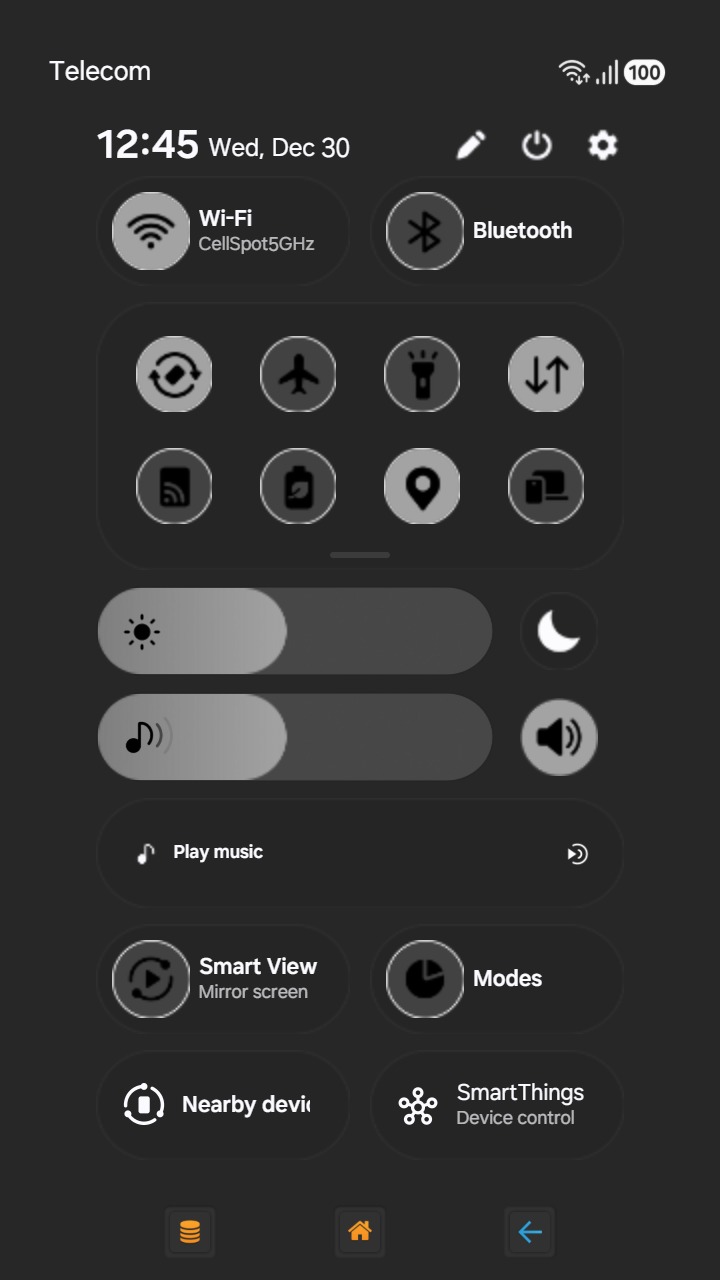 Telecom
100
12:45 Wed, Dec 30
Wi-Fi
CellSpot5GHz
Bluetooth
Play music
Smart View
Mirror screen
Modes
Nearby devic
SmartThings
Device control